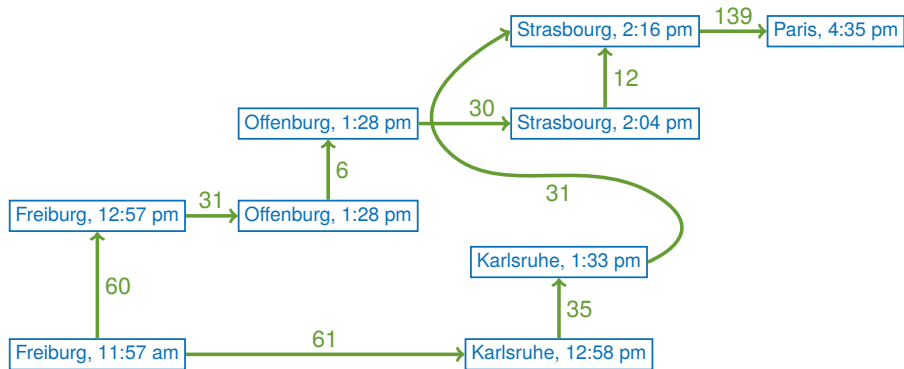 139
Strasbourg, 2:16 pm
Paris, 4:35 pm
12
30
Offenburg, 1:28 pm
Strasbourg, 2:04 pm
6
31
31
Freiburg, 12:57 pm
Offenburg, 1:28 pm
Karlsruhe, 1:33 pm
60
35
61
Freiburg, 11:57 am
Karlsruhe, 12:58 pm